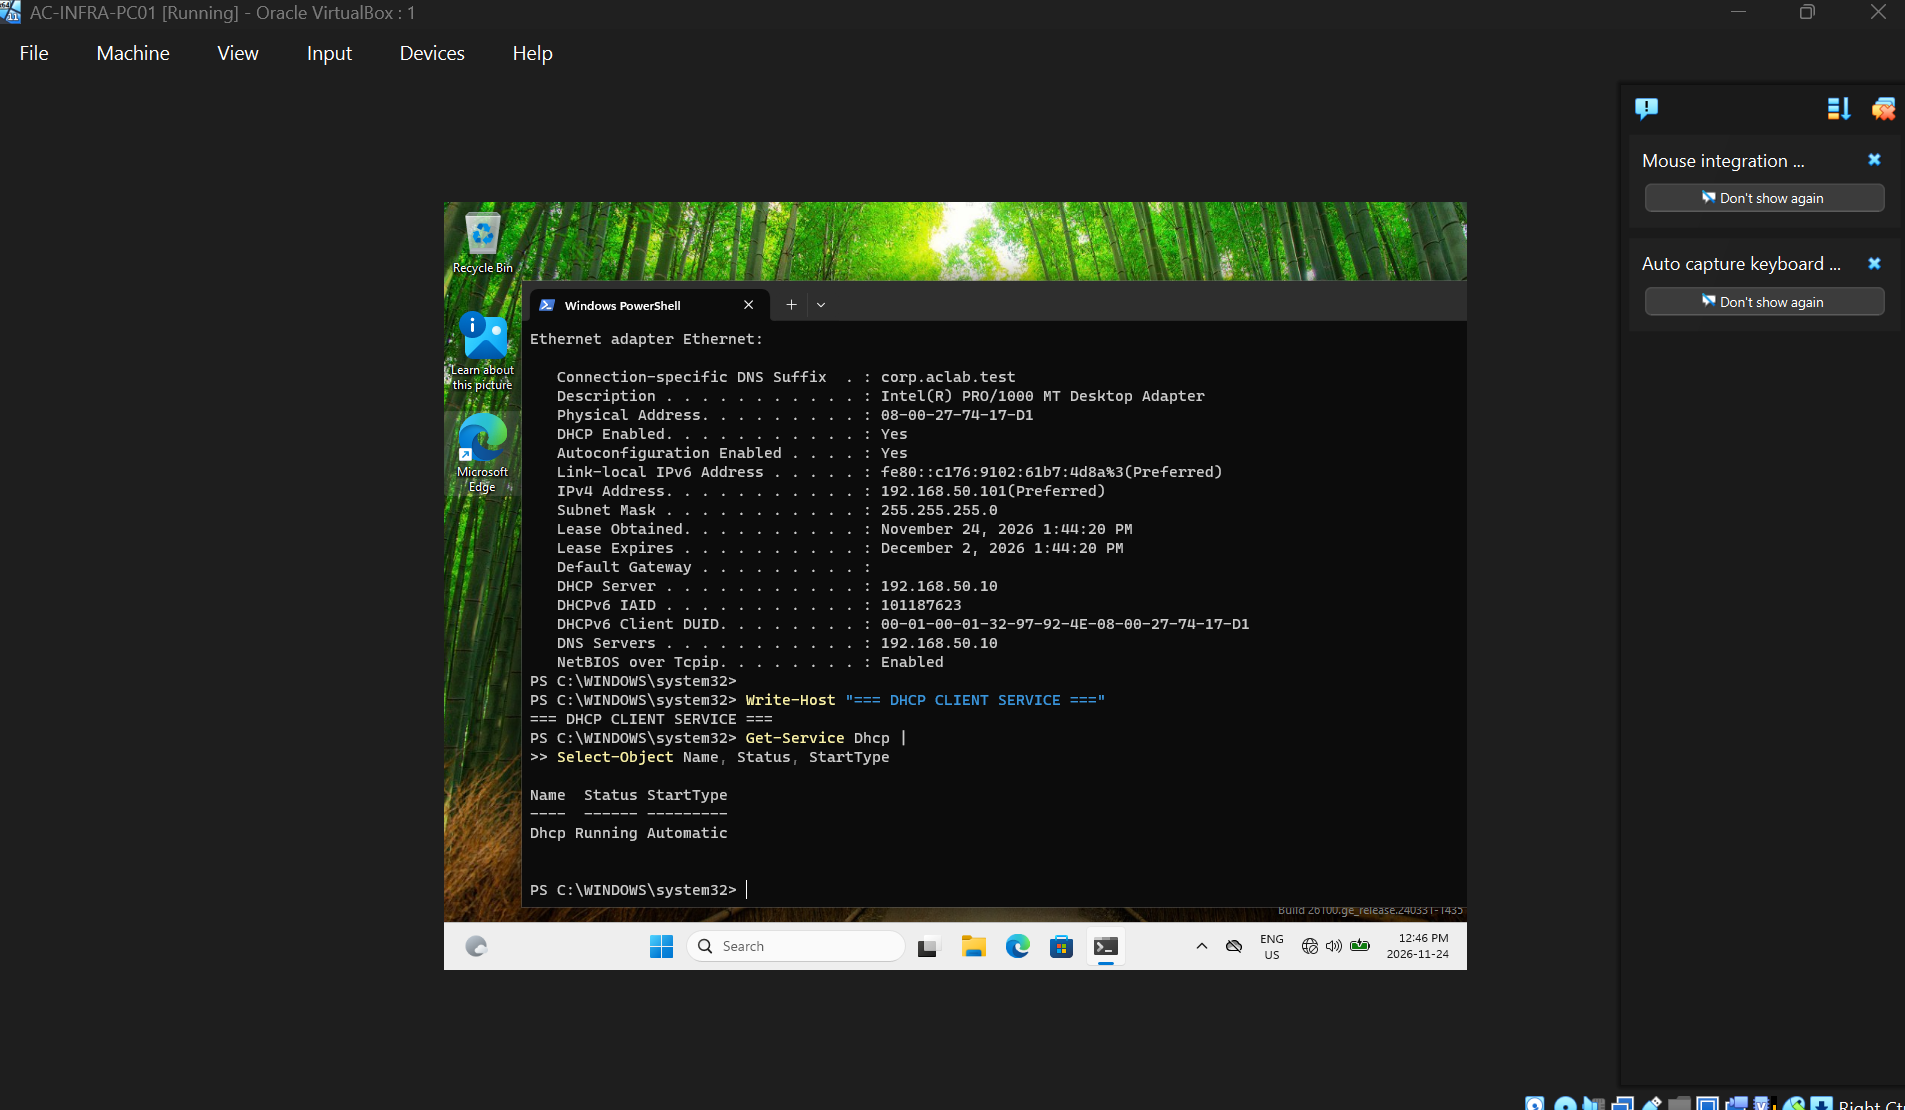 AC-INFRA-PC01 [Running] - Oracle VirtualBox : 1
File Machine View Input Devices Help
Mouse integration ...
Don't show again
Auto capture keyboard ...
Don't show again
Recycle Bin
Learn about
this picture
Microsoft
Edge
Windows PowerShell
Ethernet adapter Ethernet:
Connection-specific DNS Suffix  . : corp.aclab.test
Description . . . . . . . . . . . : Intel(R) PRO/1000 MT Desktop Adapter
Physical Address. . . . . . . . . : 08-00-27-74-17-D1
DHCP Enabled. . . . . . . . . . . : Yes
Autoconfiguration Enabled . . . . : Yes
Link-local IPv6 Address . . . . . : fe80::c176:9102:61b7:4d8a%3(Preferred)
IPv4 Address. . . . . . . . . . . : 192.168.50.101(Preferred)
Subnet Mask . . . . . . . . . . . : 255.255.255.0
Lease Obtained. . . . . . . . . . : November 24, 2026 1:44:20 PM
Lease Expires . . . . . . . . . . : December 2, 2026 1:44:20 PM
Default Gateway . . . . . . . . . :
DHCP Server . . . . . . . . . . . : 192.168.50.10
DHCPv6 IAID . . . . . . . . . . . : 101187623
DHCPv6 Client DUID. . . . . . . . : 00-01-00-01-32-97-92-4E-08-00-27-74-17-D1
DNS Servers . . . . . . . . . . . : 192.168.50.10
NetBIOS over Tcpip. . . . . . . . : Enabled
PS C:\WINDOWS\system32>
PS C:\WINDOWS\system32> Write-Host "=== DHCP CLIENT SERVICE ==="
=== DHCP CLIENT SERVICE ===
PS C:\WINDOWS\system32> Get-Service Dhcp |
>> Select-Object Name, Status, StartType
Name  Status StartType
----  ------ ---------
Dhcp Running Automatic
PS C:\WINDOWS\system32>
Build 26100.ge_release.240331-1435
Search
ENG
US
12:46 PM
2026-11-24
Right Ct